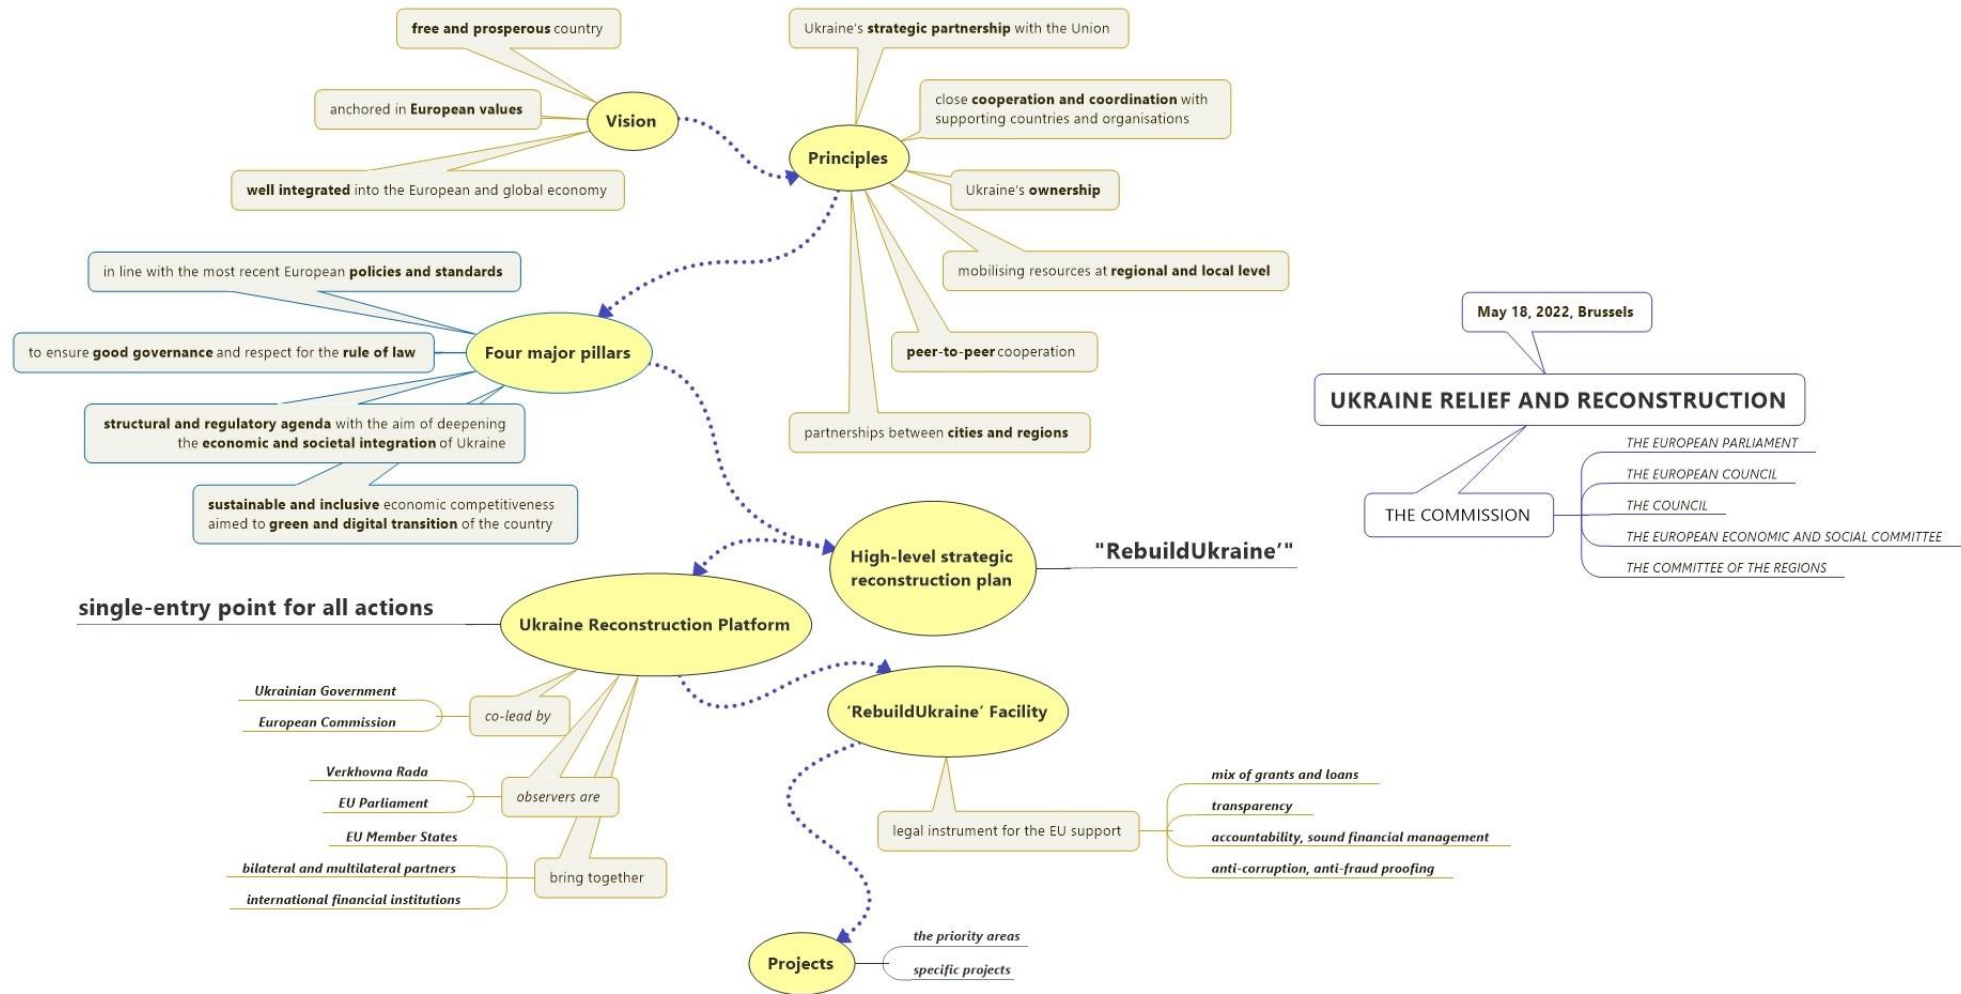 free and prosperous country
anchored in European values
Vision
well integrated into the European and global economy
Ukraine's strategic partnership with the Union
close cooperation and coordination with
supporting countries and organisations
Principles
Ukraine's ownership
mobilising resources at regional and local level
peer-to-peer cooperation
partnerships between cities and regions
in line with the most recent European policies and standards
to ensure good governance and respect for the rule of law
Four major pillars
structural and regulatory agenda with the aim of deepening
the economic and societal integration of Ukraine
sustainable and inclusive economic competitiveness
aimed to green and digital transition of the country
May 18, 2022, Brussels
UKRAINE RELIEF AND RECONSTRUCTION
THE COMMISSION
THE EUROPEAN PARLIAMENT
THE EUROPEAN COUNCIL
THE COUNCIL
THE EUROPEAN ECONOMIC AND SOCIAL COMMITTEE
THE COMMITTEE OF THE REGIONS
High-level strategic
reconstruction plan
"RebuildUkraine’"
single-entry point for all actions
Ukraine Reconstruction Platform
Ukrainian Government
European Commission
co-lead by
Verkhovna Rada
EU Parliament
observers are
EU Member States
bilateral and multilateral partners
international financial institutions
bring together
‘RebuildUkraine’ Facility
legal instrument for the EU support
mix of grants and loans
transparency
accountability, sound financial management
anti-corruption, anti-fraud proofing
Projects
the priority areas
specific projects